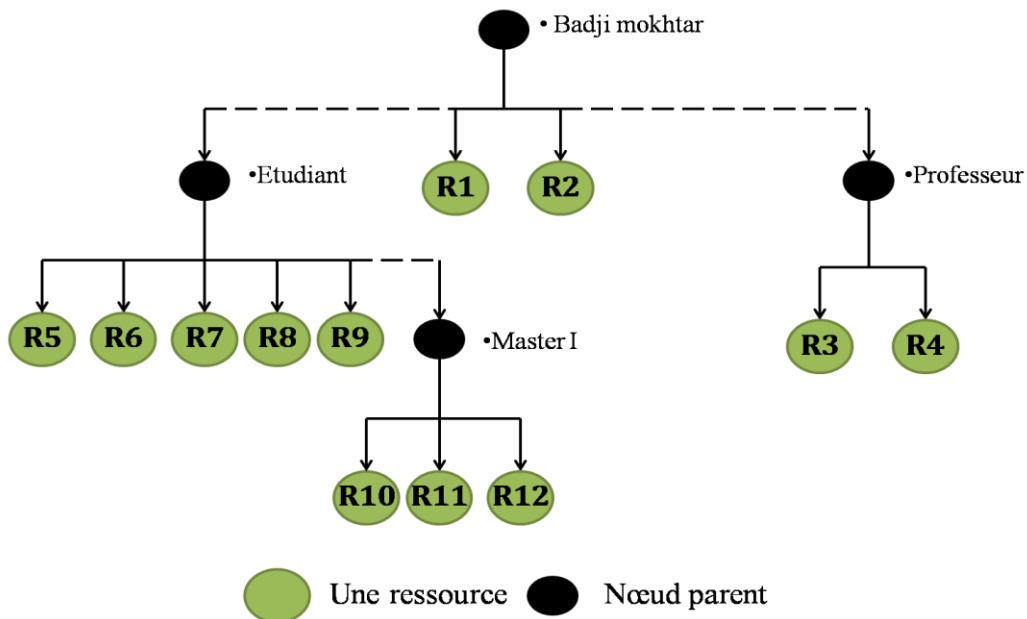 • Badji mokhtar
•Etudiant
R1
R2
•Professeur
R5
R6
R7
R8
R9
•Master I
R3
R4
R10
R11
R12
Une ressource
Nœud parent